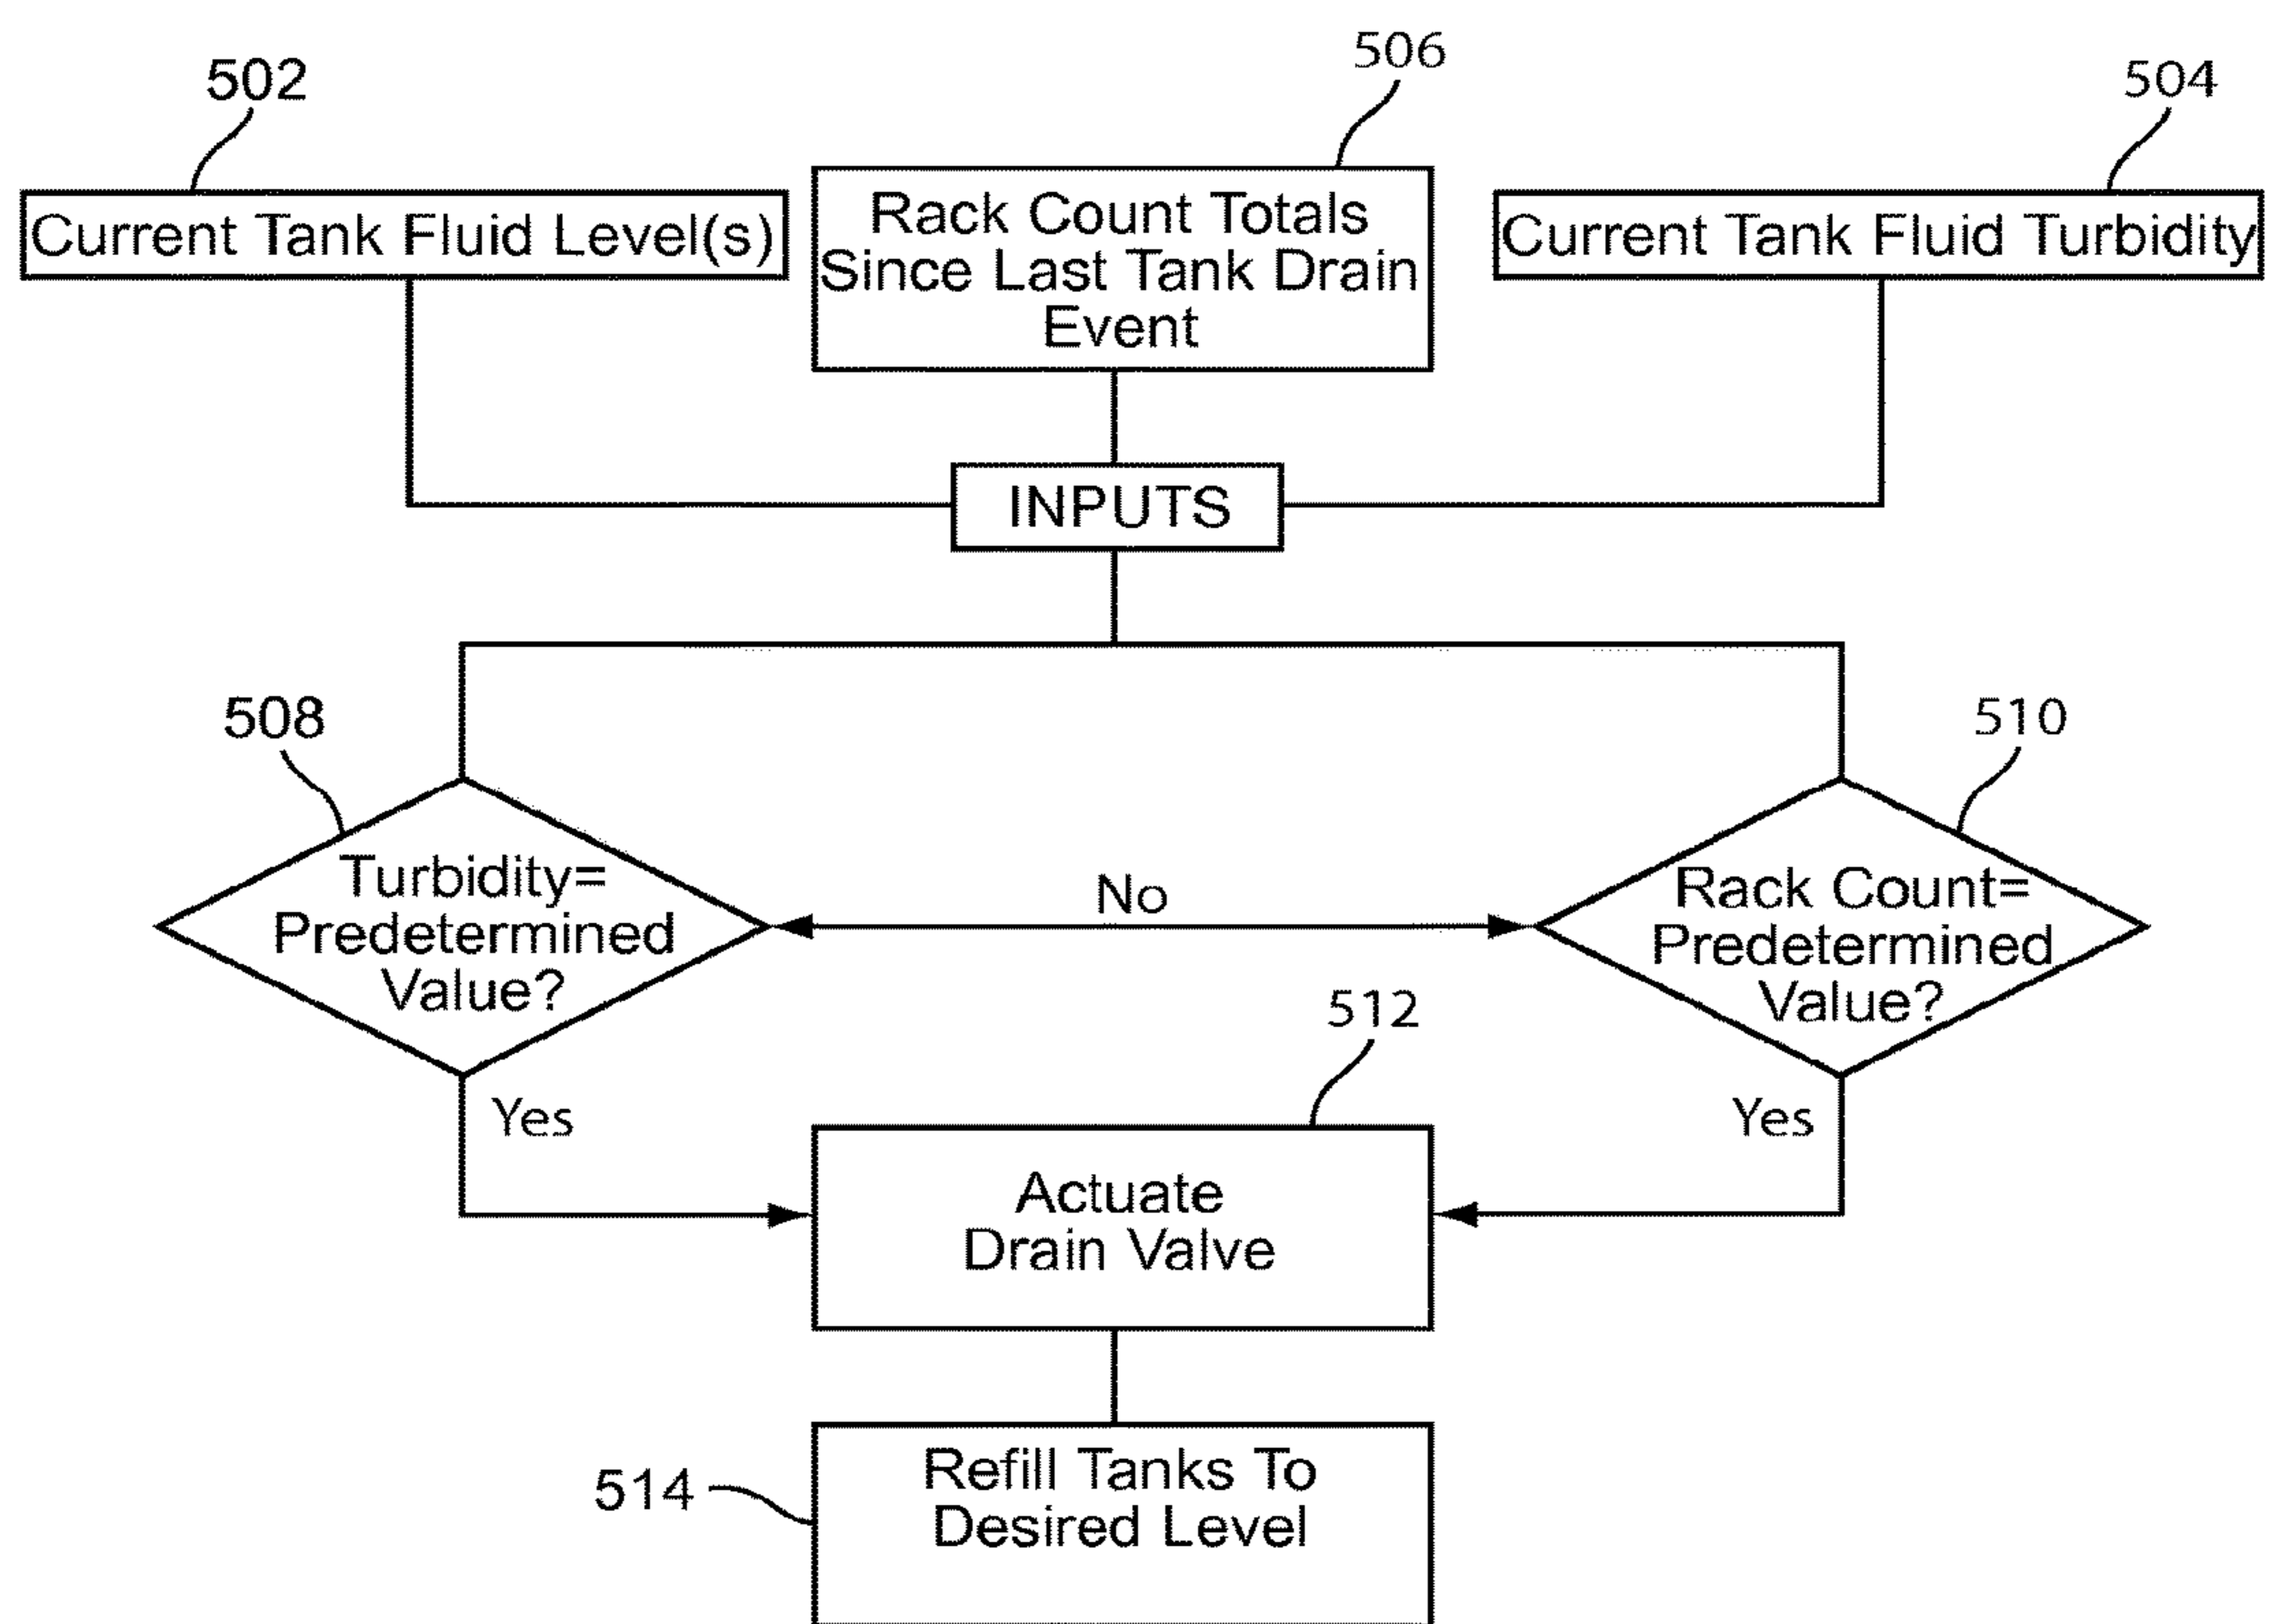 502
506
504
Current Tank Fluid Level(s)
Rack Count Totals
Since Last Tank Drain
Event
Current Tank Fluid Turbidity
INPUTS
508
510
Turbidity=
Predetermined
Value?
No
Rack Count=
Predetermined
Value?
512
Yes
Yes
Actuate
Drain Valve
514
Refill Tanks To
Desired Level